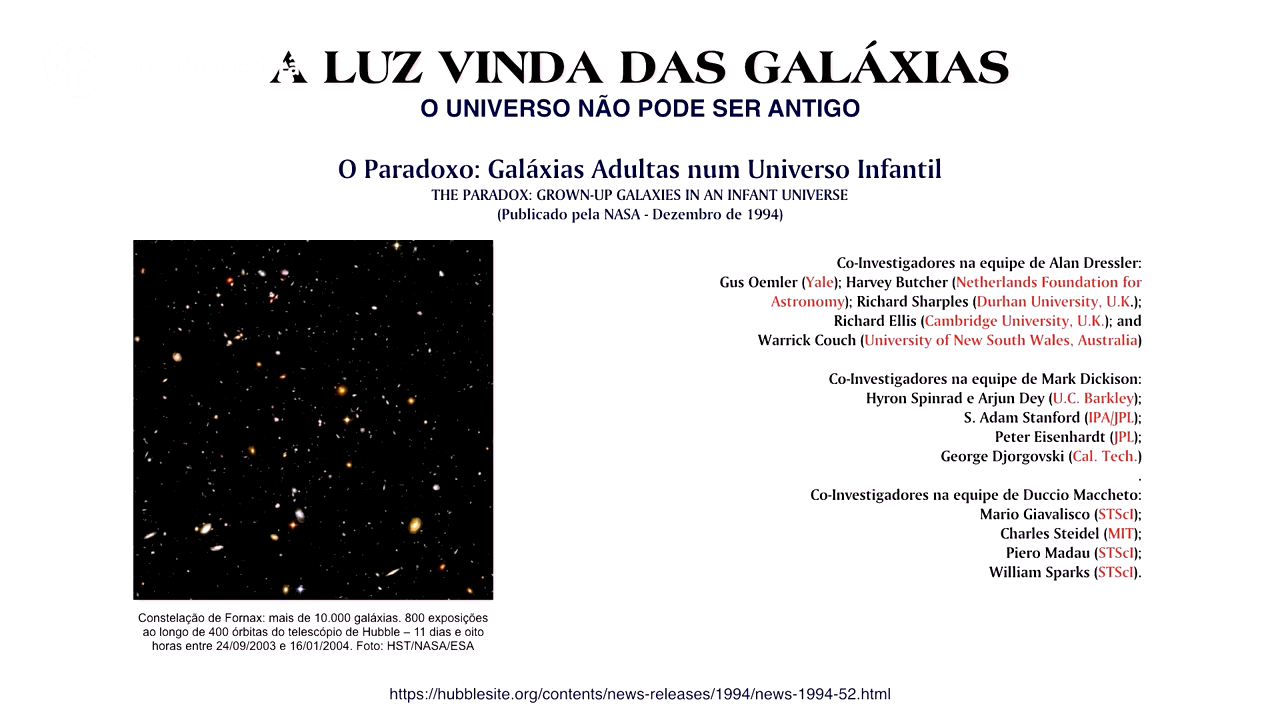 A LUZ VINDA DAS GALÁXIAS
O UNIVERSO NÃO PODE SER ANTIGO
O Paradoxo: Galáxias Adultas num Universo Infantil
THE PARADOX: GROWN-UP GALAXIES IN AN INFANT UNIVERSE
(Publicado pela NASA - Dezembro de 1994)
Co-Investigadores na equipe de Alan Dressler:
Gus Oemler (Yale); Harvey Butcher (Netherlands Foundation for
Astronomy); Richard Sharples (Durhan University, U.K.);
Richard Ellis (Cambridge University, U.K.); and
Warrick Couch (University of New South Wales, Australia)
Co-Investigadores na equipe de Mark Dickison:
Hyron Spinrad e Arjun Dey (U.C. Barkley);
S. Adam Stanford (IPA/JPL);
Peter Eisenhardt (JPL);
George Djorgovski (Cal. Tech.)
.
Co-Investigadores na equipe de Duccio Maccheto:
Mario Giavalisco (STScI);
Charles Steidel (MIT);
Piero Madau (STScI);
William Sparks (STScI).
Constelação de Fornax: mais de 10.000 galáxias. 800 exposições
ao longo de 400 órbitas do telescópio de Hubble – 11 dias e oito
horas entre 24/09/2003 e 16/01/2004. Foto: HST/NASA/ESA
https://hubblesite.org/contents/news-releases/1994/news-1994-52.html